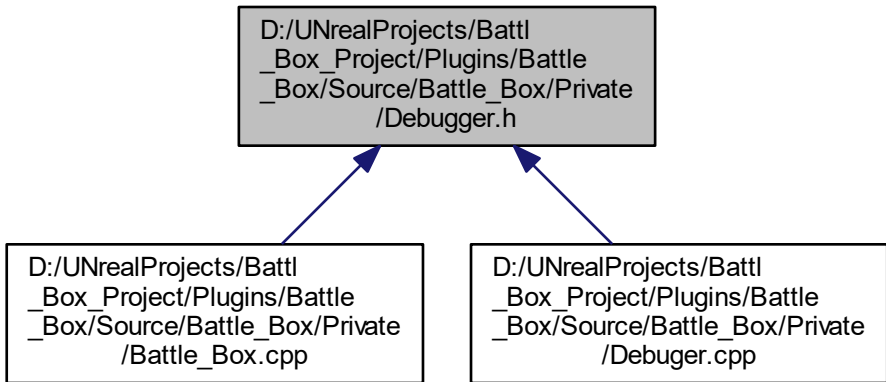 D:/UNrealProjects/Battl
_Box_Project/Plugins/Battle
_Box/Source/Battle_Box/Private
/Debugger.h
D:/UNrealProjects/Battl
_Box_Project/Plugins/Battle
_Box/Source/Battle_Box/Private
/Battle_Box.cpp
D:/UNrealProjects/Battl
_Box_Project/Plugins/Battle
_Box/Source/Battle_Box/Private
/Debuger.cpp